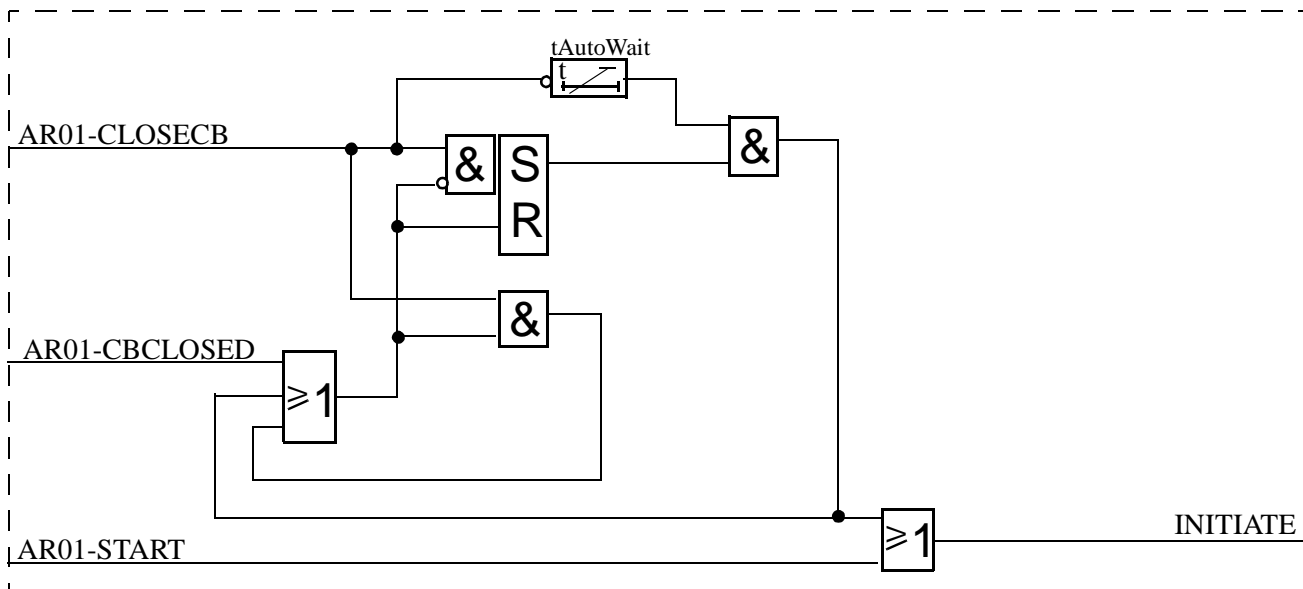 tAutoWait
t
AR01-CLOSECB
&
S
&
R
&
AR01-CBCLOSED
≥1
INITIATE
AR01-START
≥1